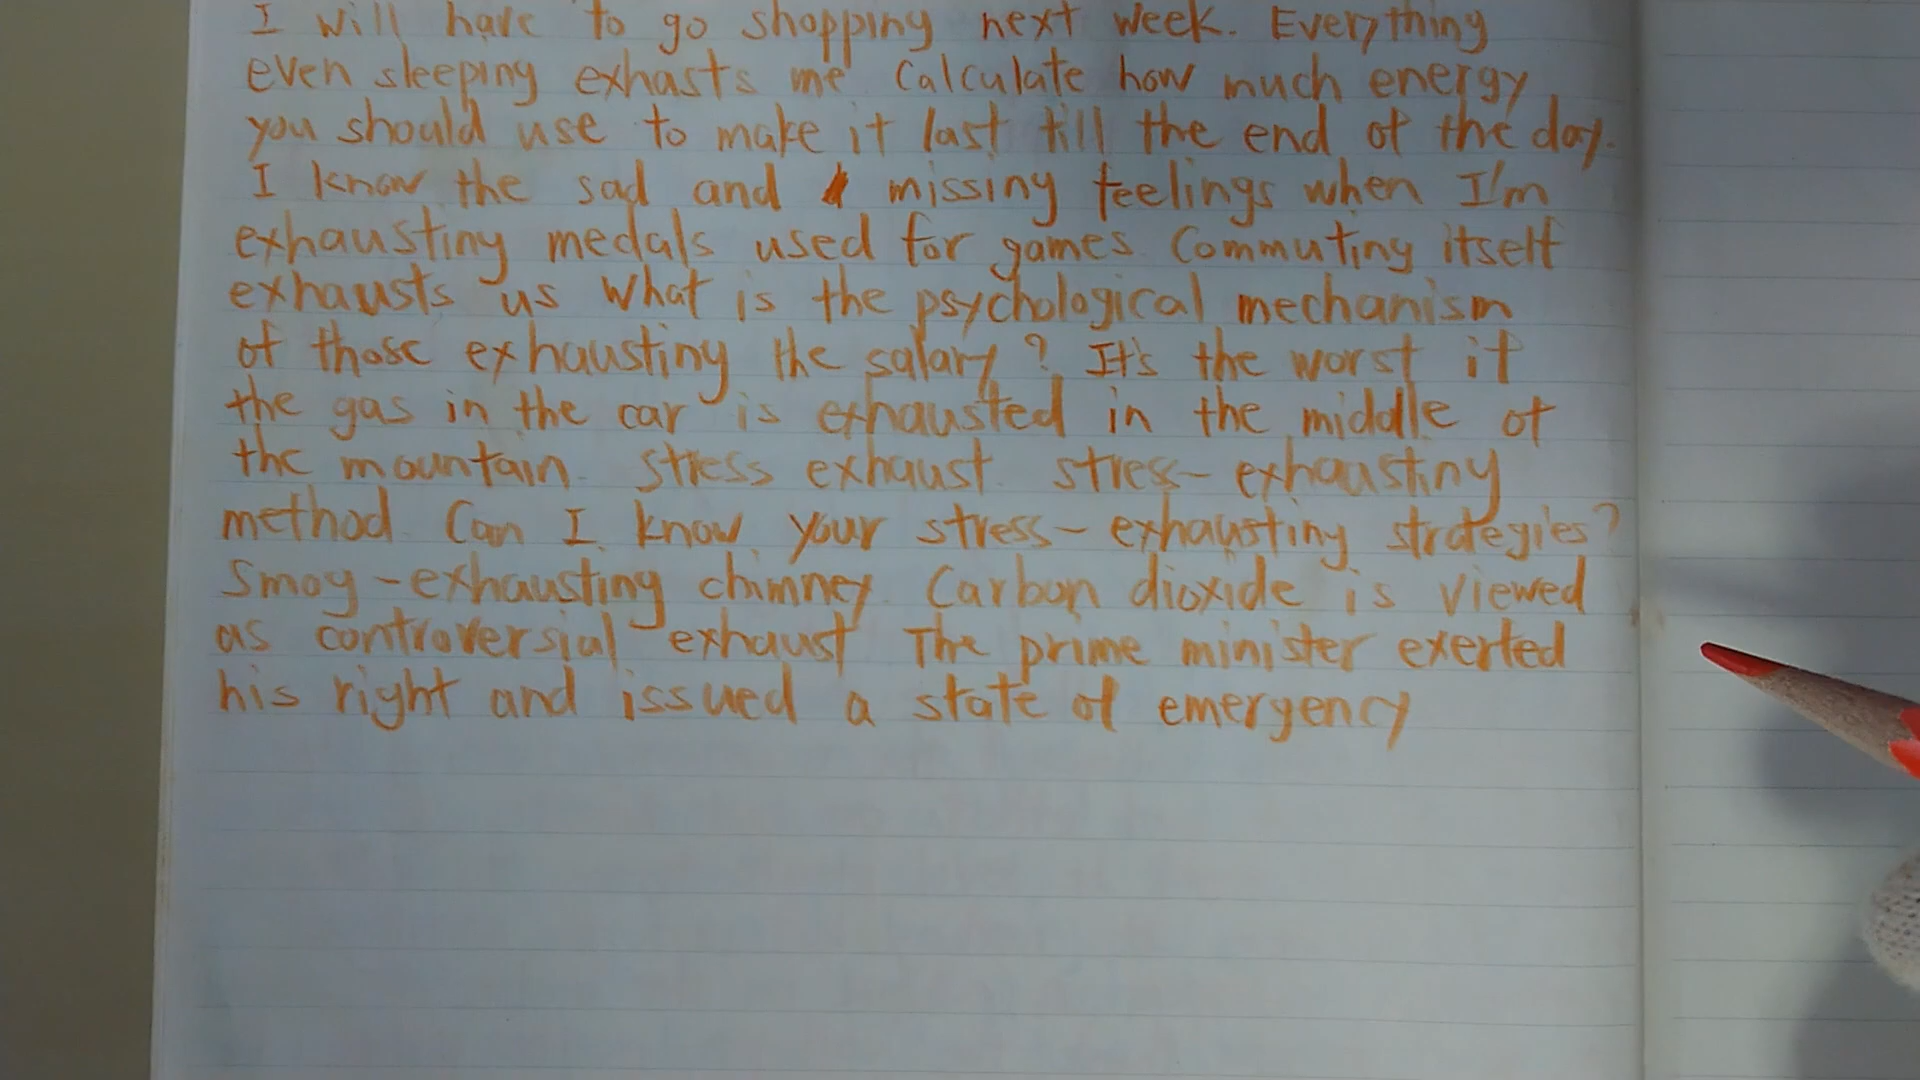 I will have to go shopping next week. Everything
even sleeping exhasts me Calculate how much energy
you should use to make it last till the end of the day.
I know the sad and missing feelings when I'm
exhausting medals used for games. Commuting itself
exhausts us What is the psychological mechanism
of those exhausting the salary? It's the worst if
the gas in the car is exhausted in the middle of
the mountain. Stress exhaust. stress-exhausting
method. Can I know your stress-exhausting strategies?
Smog-exhausting chimney. Carbon dioxide is viewed
as controversial exhaust The prime minister exerted
his right and issued a state of emergency